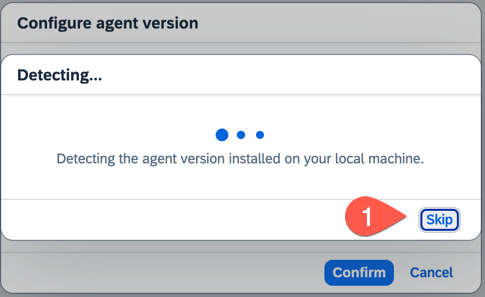 Configure agent version
Detecting...
Detecting the agent version installed on your local machine.
1
Skip
Confirm
Cancel